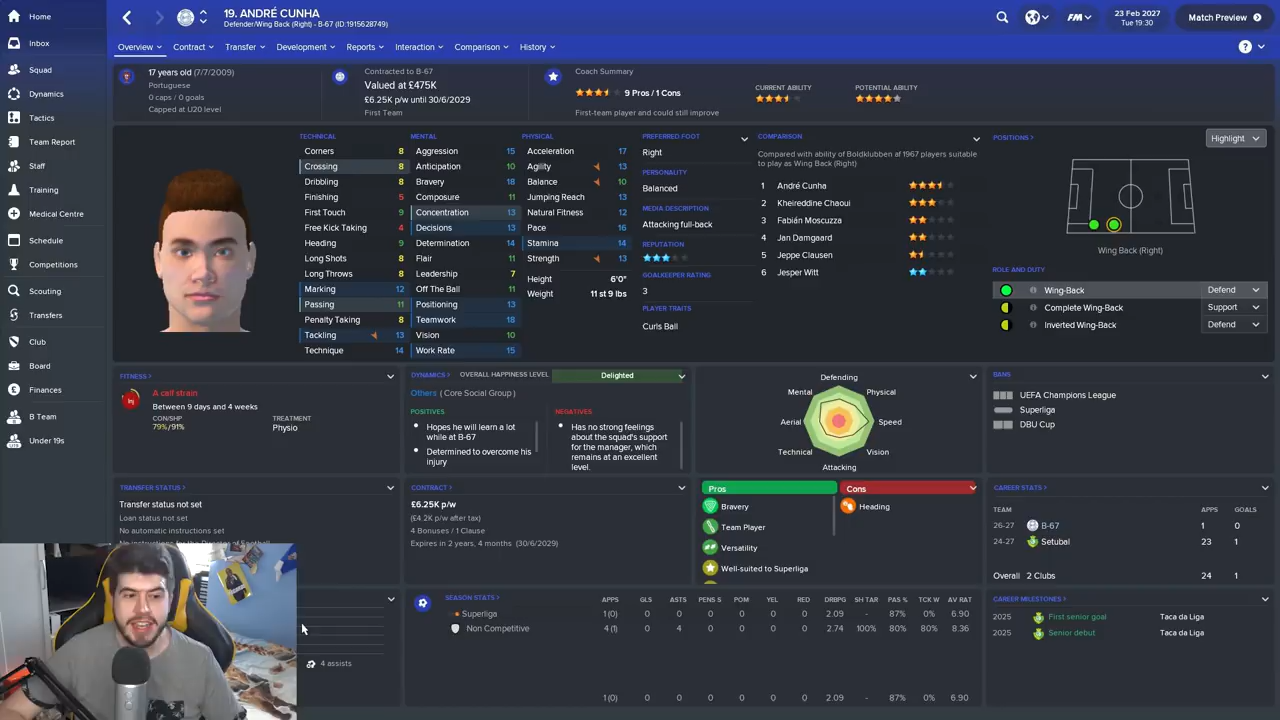 Home
Inbox
Squad
Dynamics
Tactics
Team Report
Staff
Training
Medical Centre
Schedule
Competitions
Scouting
Transfers
Club
Board
Finances
B Team
Under 19s
19. ANDRÉ CUNHA
Defender/Wing Back (Right) - B-67 (ID:1915628749)
FM
23 Feb 2027
Tue 19:30
Match Preview
Overview Contract Transfer Development Reports Interaction Comparison History
?
17 years old (7/7/2009)
Portuguese
0 caps / 0 goals
Capped at U20 level
Contracted to B-67
Valued at £475K
£6.25K p/w until 30/6/2029
First Team
Coach Summary
9 Pros / 1 Cons
First-team player and could still improve
CURRENT ABILITY
POTENTIAL ABILITY
TECHNICAL
Corners 8
Crossing 8
Dribbling 8
Finishing 5
First Touch 9
Free Kick Taking 4
Heading 9
Long Shots 8
Long Throws 8
Marking 12
Passing 11
Penalty Taking 8
Tackling 13
Technique 14
MENTAL
Aggression 15
Anticipation 10
Bravery 18
Composure 11
Concentration 13
Decisions 13
Determination 14
Flair 11
Leadership 7
Off The Ball 11
Positioning 13
Teamwork 18
Vision 10
Work Rate 15
PHYSICAL
Acceleration 17
Agility 13
Balance 10
Jumping Reach 13
Natural Fitness 12
Pace 16
Stamina 14
Strength 13
Height 6'0"
Weight 11 st 9 lbs
PREFERRED FOOT
Right
PERSONALITY
Balanced
MEDIA DESCRIPTION
Attacking full-back
REPUTATION
GOALKEEPER RATING
3
PLAYER TRAITS
Curls Ball
COMPARISON
Compared with ability of Boldklubben af 1967 players suitable
to play as Wing Back (Right)
1 André Cunha
2 Kheireddine Chaoui
3 Fabián Moscuzza
4 Jan Damgaard
5 Jeppe Clausen
6 Jesper Witt
POSITIONS >
Highlight
Wing Back (Right)
ROLE AND DUTY
Wing-Back Defend
Complete Wing-Back Support
Inverted Wing-Back Defend
FITNESS >
Inj
A calf strain
Between 9 days and 4 weeks
CON/SHP
79%/91%
TREATMENT
Physio
DYNAMICS > OVERALL HAPPINESS LEVEL Delighted
Others ( Core Social Group )
POSITIVES
Hopes he will learn a lot
while at B-67
Determined to overcome his
injury
NEGATIVES
Has no strong feelings
about the squad's support
for the manager, which
remains at an excellent
level.
Defending
Physical
Speed
Vision
Attacking
Technical
Aerial
Mental
BANS
UEFA Champions League
Superliga
DBU Cup
TRANSFER STATUS >
Transfer status not set
Loan status not set
No automatic instructions set
4 assists
CONTRACT >
£6.25K p/w
(£4.2K p/w after tax)
4 Bonuses / 1 Clause
Expires in 2 years, 4 months (30/6/2029)
Pros
Bravery
Team Player
Versatility
Well-suited to Superliga
Cons
Heading
CAREER STATS >
TEAM APPS GOALS
26-27 B-67 1 0
24-27 Setubal 23 1
Overall 2 Clubs 24 1
SEASON STATS > APPS GLS ASTS PENS S POM YEL RED DRBPG SH TAR PAS % TCK W AV RAT
Superliga 1(0) 0 0 0 0 0 0 2.09 - 87% 0% 6.90
Non Competitive 4 (1) 0 4 0 0 0 0 2.74 100% 80% 80% 8.36
1(0) 0 0 0 0 0 0 2.09 - 87% 0% 6.90
CAREER MILESTONES >
2025 First senior goal Taca da Liga
2025 Senior debut Taca da Liga